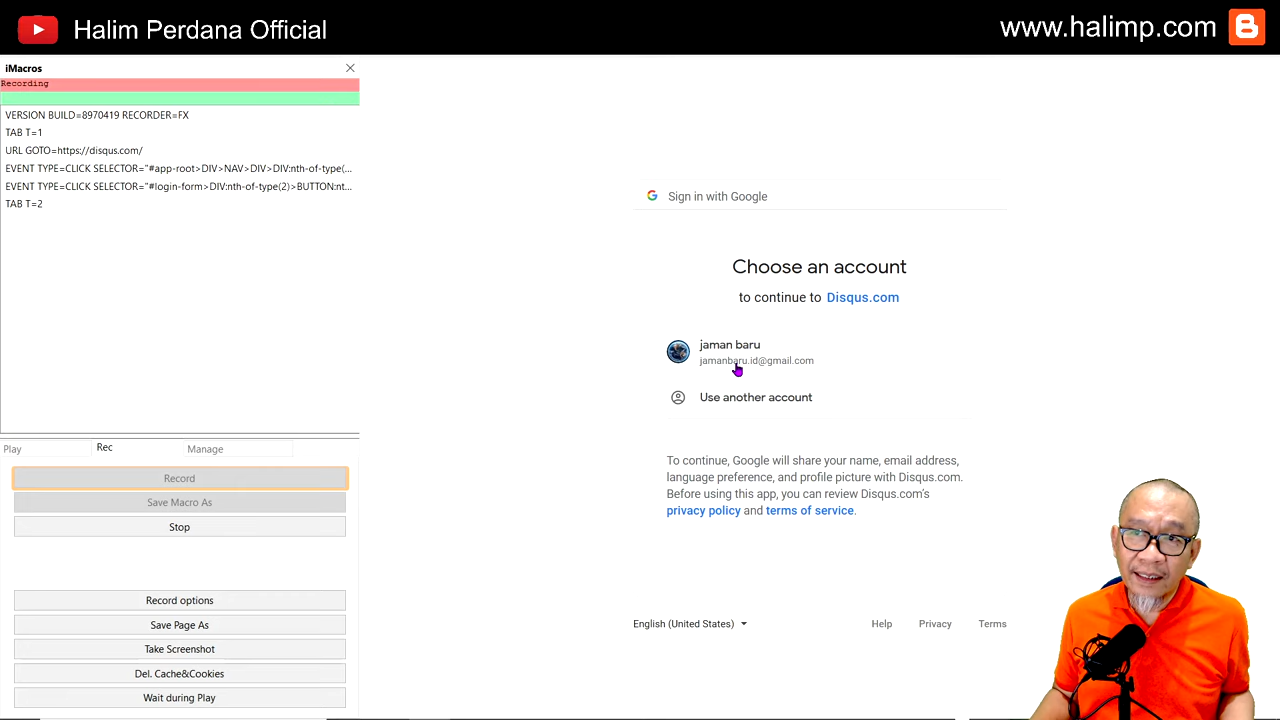 Halim Perdana Official
www.halimp.com
iMacros
Recording
VERSION BUILD=8970419 RECORDER=FX
TAB T=1
URL GOTO=https://disqus.com/
EVENT TYPE=CLICK SELECTOR="#app-root>DIV>NAV>DIV>DIV:nth-of-type(...
EVENT TYPE=CLICK SELECTOR="#login-form>DIV:nth-of-type(2)>BUTTON:nt...
TAB T=2
Play
Rec
Manage
Record
Save Macro As
Stop
Record options
Save Page As
Take Screenshot
Del. Cache&Cookies
Wait during Play
Sign in with Google
Choose an account
to continue to Disqus.com
jaman baru
jamanbaru.id@gmail.com
Use another account
To continue, Google will share your name, email address,
language preference, and profile picture with Disqus.com.
Before using this app, you can review Disqus.com's
privacy policy and terms of service.
English (United States)
Help
Privacy
Terms